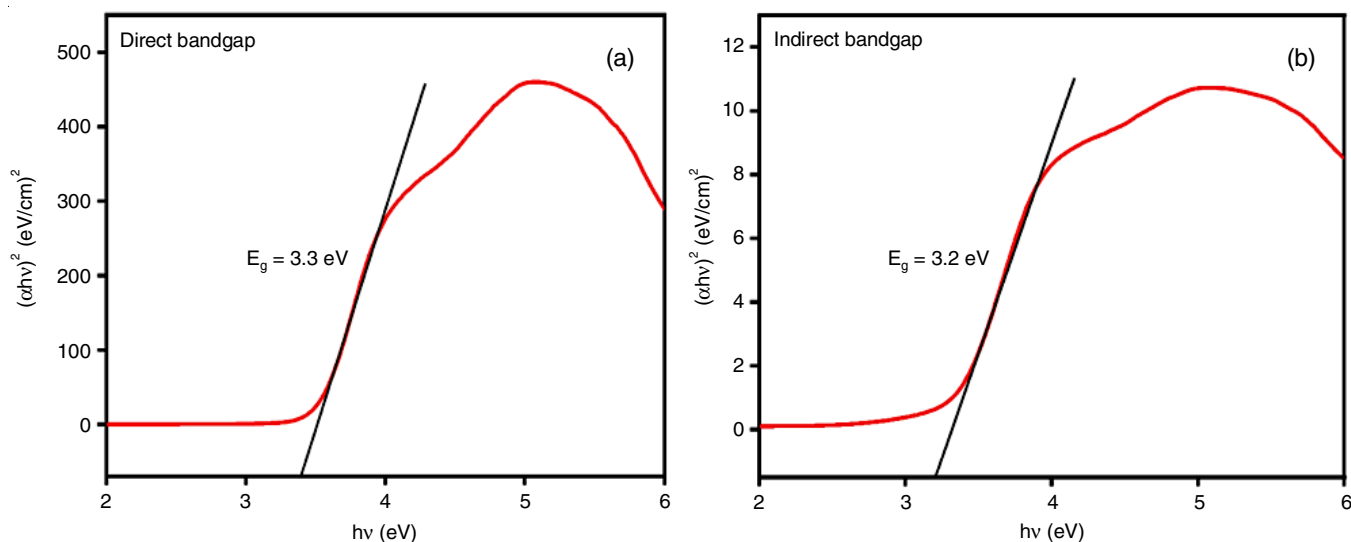 Direct bandgap
(a)
500
400
300
200
100
0
(αhν)² (eV/cm)²
E_g = 3.3 eV
2 3 4 5 6
hν (eV)
Indirect bandgap
(b)
12
10
8
6
4
2
0
(αhν)² (eV/cm)²
E_g = 3.2 eV
2 3 4 5 6
hν (eV)